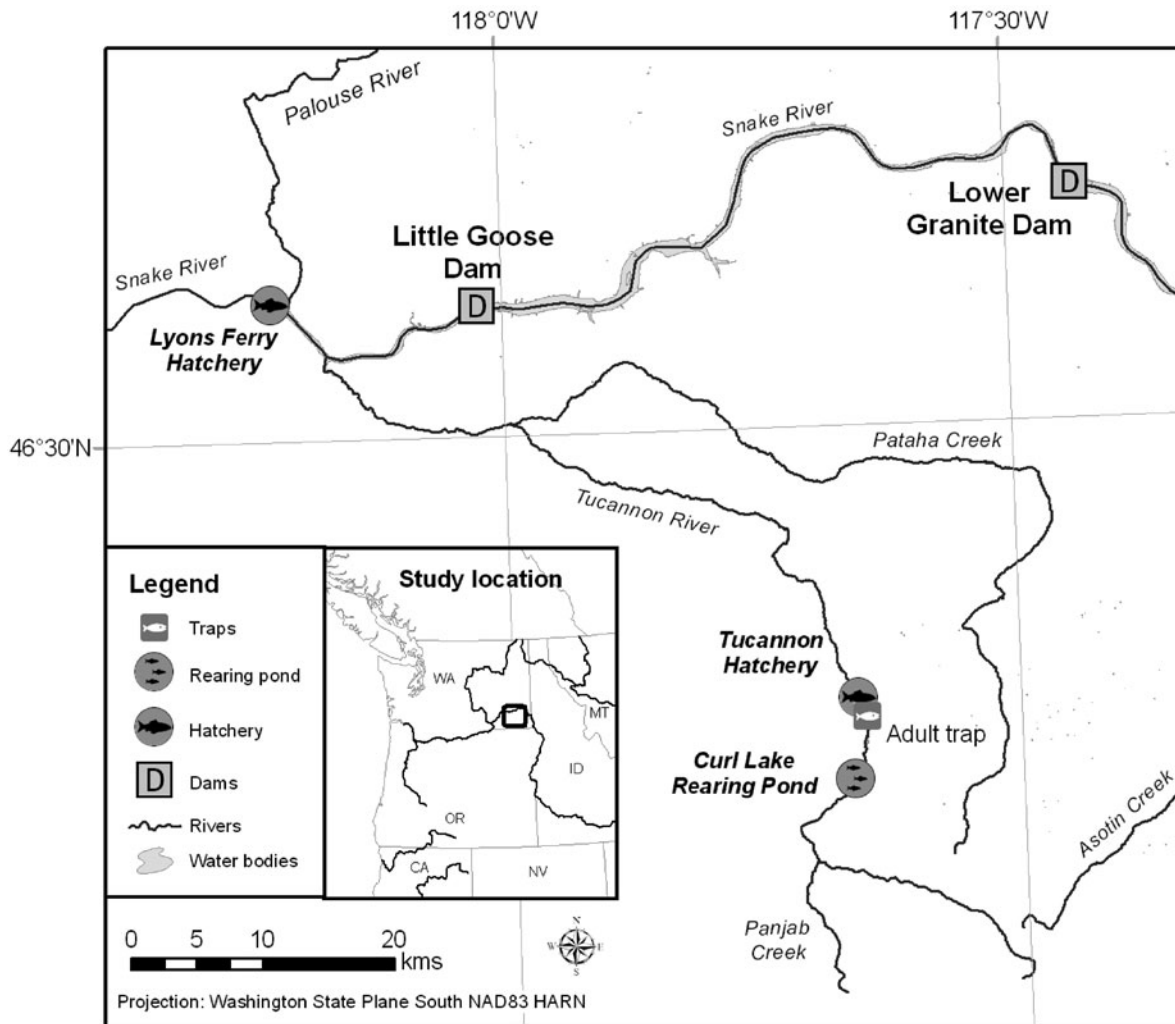 118°0'W
117°30'W
Palouse River
Snake River
Lower
Granite Dam
Little Goose
Dam
Snake River
Lyons Ferry
Hatchery
46°30'N
Pataha Creek
Tucannon River
Tucannon
Hatchery
Adult trap
Curl Lake
Rearing Pond
Asotin Creek
Panjab
Creek
D
D
Legend
Traps
Rearing pond
Hatchery
D
Dams
Rivers
Water bodies
Study location
WA
MT
ID
OR
CA
NV
0 5 10 20
kms
N
W
E
S
Projection: Washington State Plane South NAD83 HARN